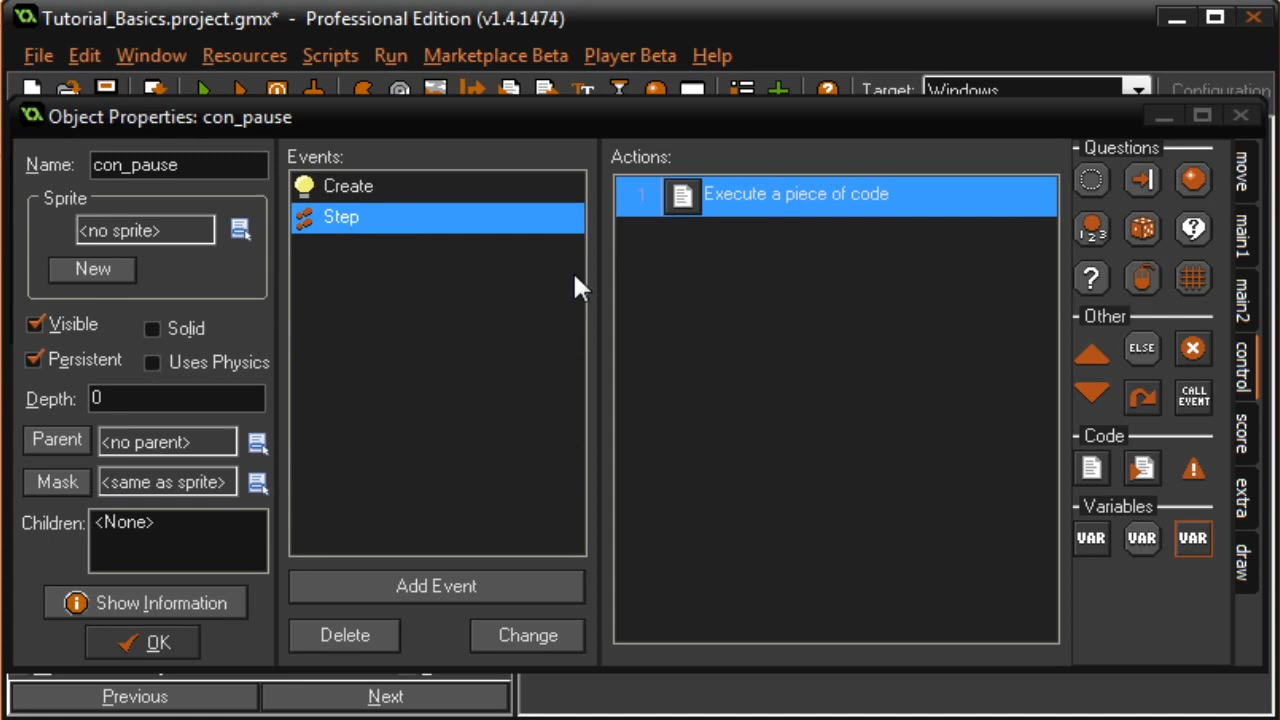 Tutorial_Basics.project.gmx* - Professional Edition (v1.4.1474)
File Edit Window Resources Scripts Run Marketplace Beta Player Beta Help
Target: Windows Configuration
Object Properties: con_pause
Name: con_pause
Sprite
<no sprite>
New
Visible Solid
Persistent Uses Physics
Depth: 0
Parent <no parent>
Mask <same as sprite>
Children: <None>
Show Information
OK
Events:
Create
Step
Add Event
Delete Change
Actions:
1 Execute a piece of code
Questions
1 2 3
?
?
Other
ELSE
CALL
EVENT
Code
Variables
VAR VAR VAR
move
main1
main2
control
score
extra
draw
Previous Next